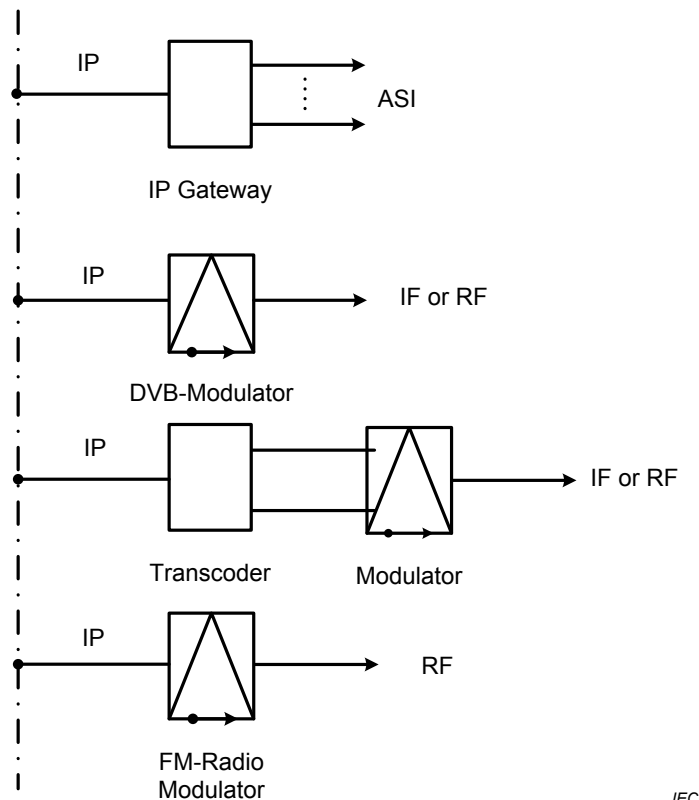 IP
ASI
IP Gateway
IP
IF or RF
DVB-Modulator
IP
IF or RF
Transcoder
Modulator
IP
RF
FM-Radio
Modulator
IEC